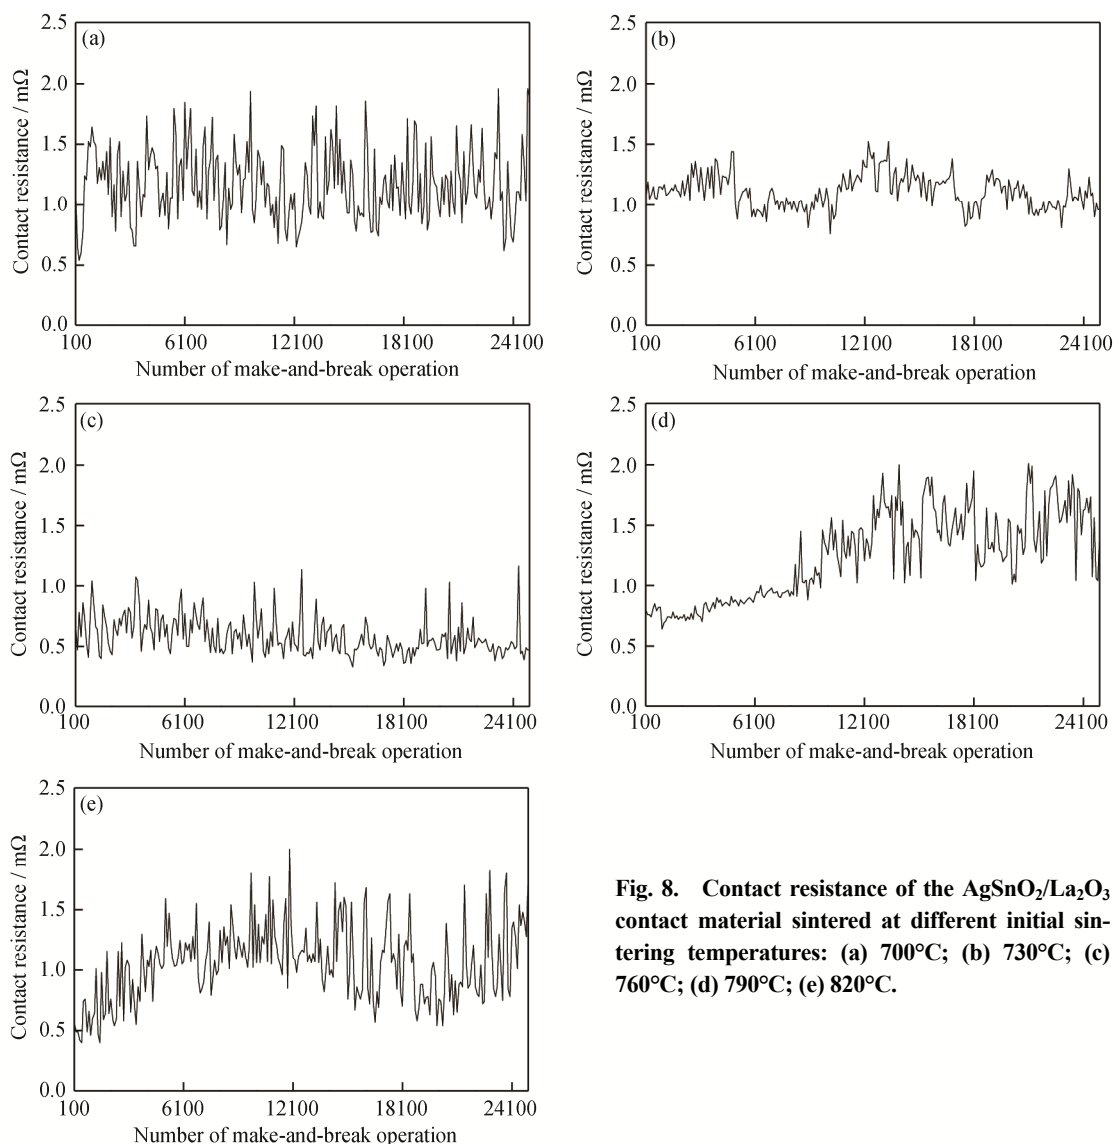 (a)
2.5
2.0
1.5
1.0
0.5
0.0
Contact resistance / mΩ
100 6100 12100 18100 24100
Number of make-and-break operation
(b)
2.5
2.0
1.5
1.0
0.5
0.0
Contact resistance / mΩ
100 6100 12100 18100 24100
Number of make-and-break operation
(c)
2.5
2.0
1.5
1.0
0.5
0.0
Contact resistance / mΩ
100 6100 12100 18100 24100
Number of make-and-break operation
(d)
2.5
2.0
1.5
1.0
0.5
0.0
Contact resistance / mΩ
100 6100 12100 18100 24100
Number of make-and-break operation
(e)
2.5
2.0
1.5
1.0
0.5
0.0
Contact resistance / mΩ
100 6100 12100 18100 24100
Number of make-and-break operation
Fig. 8. Contact resistance of the AgSnO₂/La₂O₃
contact material sintered at different initial sin-
tering temperatures: (a) 700°C; (b) 730°C; (c)
760°C; (d) 790°C; (e) 820°C.